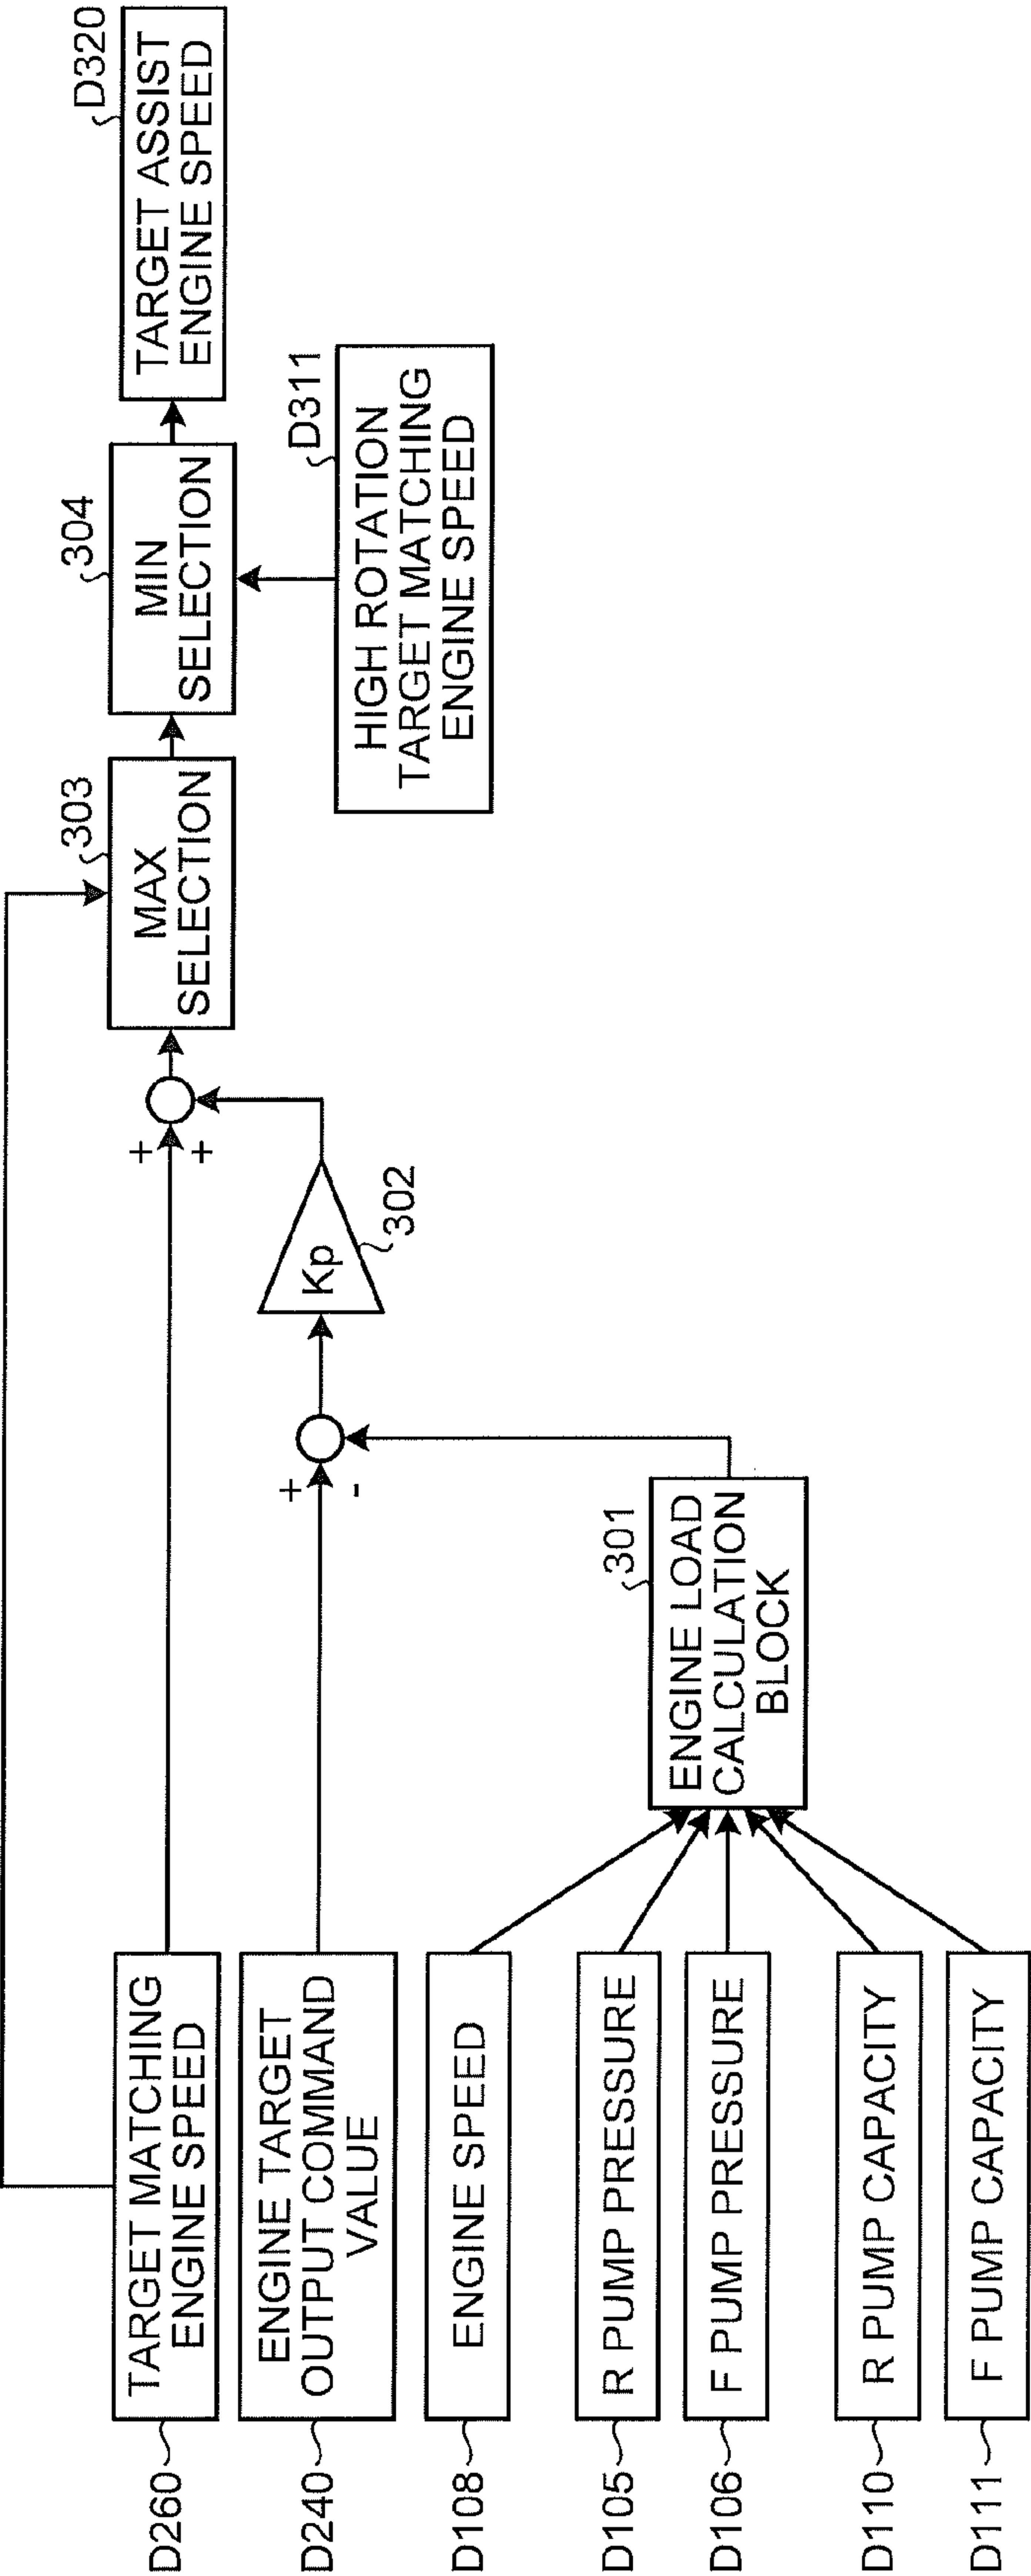 D260
TARGET MATCHING
ENGINE SPEED
D240
ENGINE TARGET
OUTPUT COMMAND
VALUE
D108
ENGINE SPEED
D105
R PUMP PRESSURE
D106
F PUMP PRESSURE
D110
R PUMP CAPACITY
D111
F PUMP CAPACITY
301
ENGINE LOAD
CALCULATION
BLOCK
+
-
Kp
302
+
+
303
MAX
SELECTION
304
MIN
SELECTION
D311
HIGH ROTATION
TARGET MATCHING
ENGINE SPEED
D320
TARGET ASSIST
ENGINE SPEED